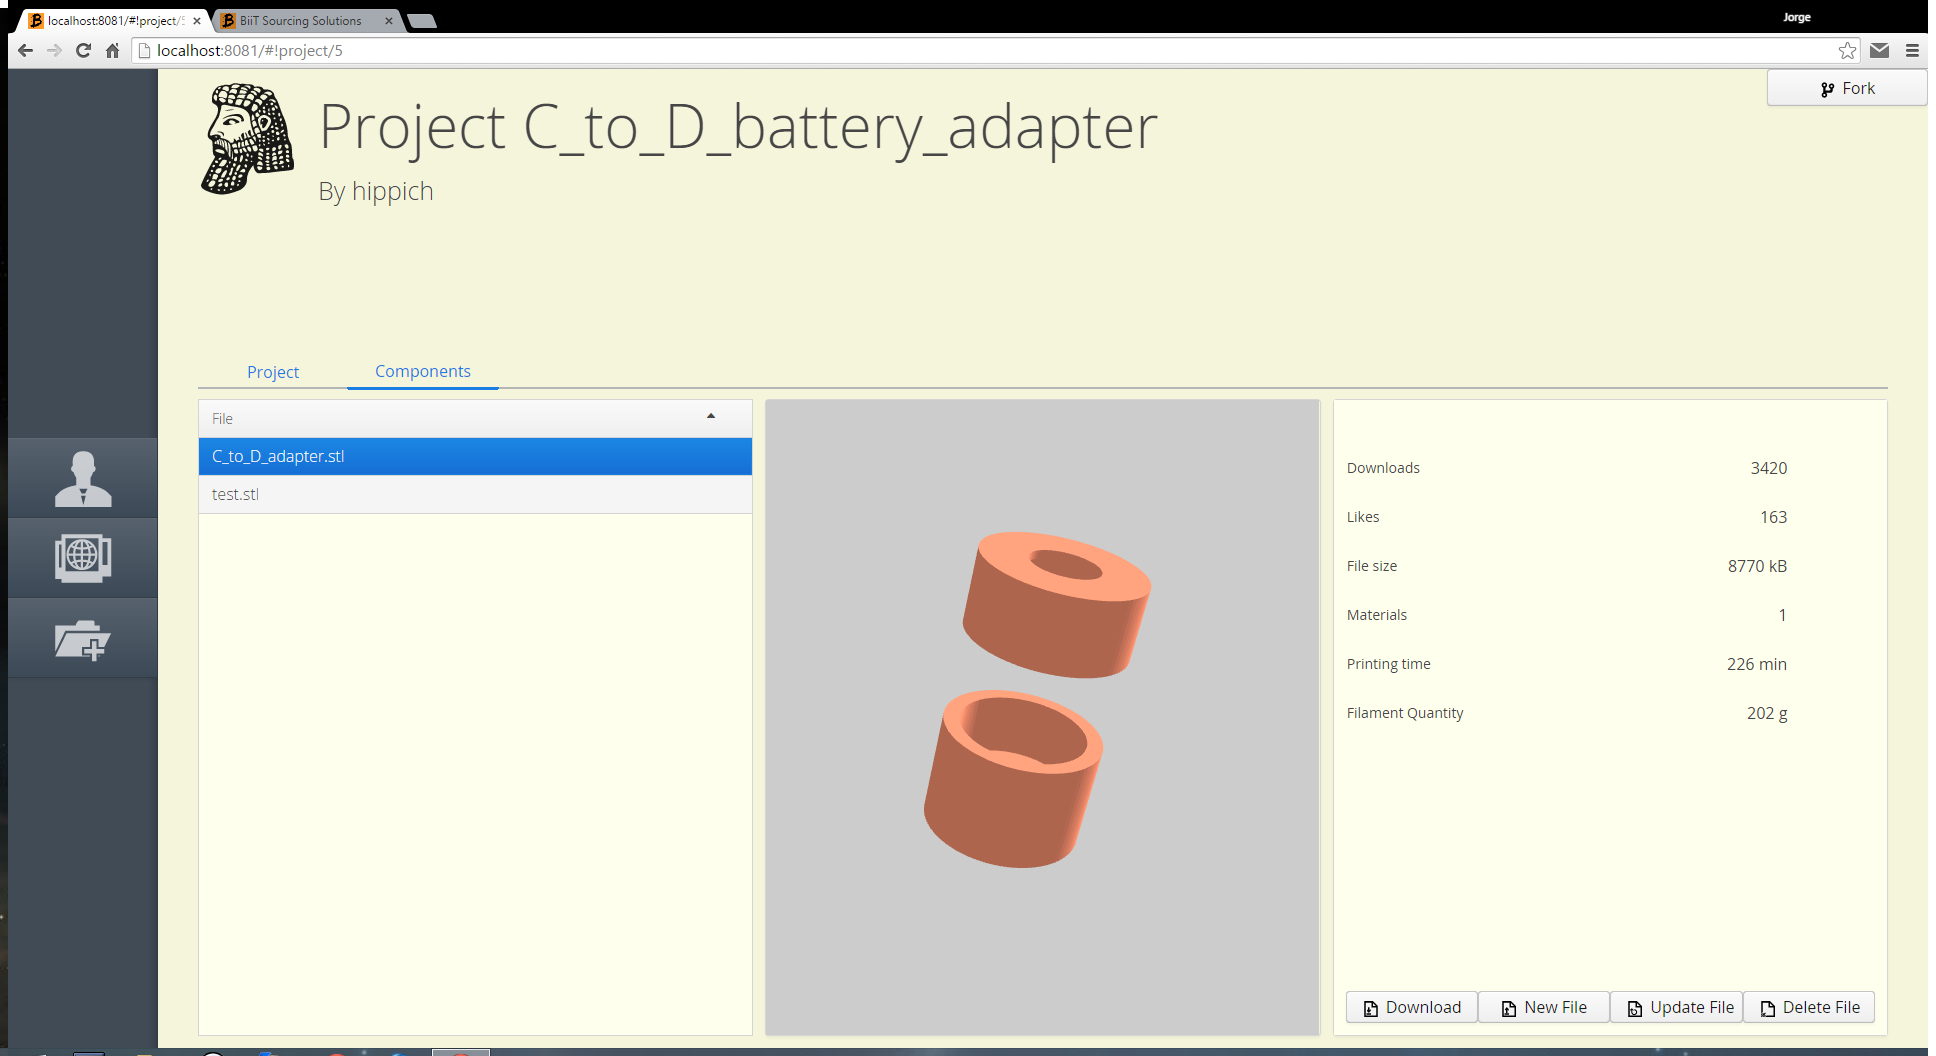 localhost:8081/#!project/5
BiiT Sourcing Solutions
Jorge
localhost:8081/#!project/5
Fork
Project C_to_D_battery_adapter
By hippich
Project
Components
File
C_to_D_adapter.stl
test.stl
Downloads 3420
Likes 163
File size 8770 kB
Materials 1
Printing time 226 min
Filament Quantity 202 g
Download
New File
Update File
Delete File